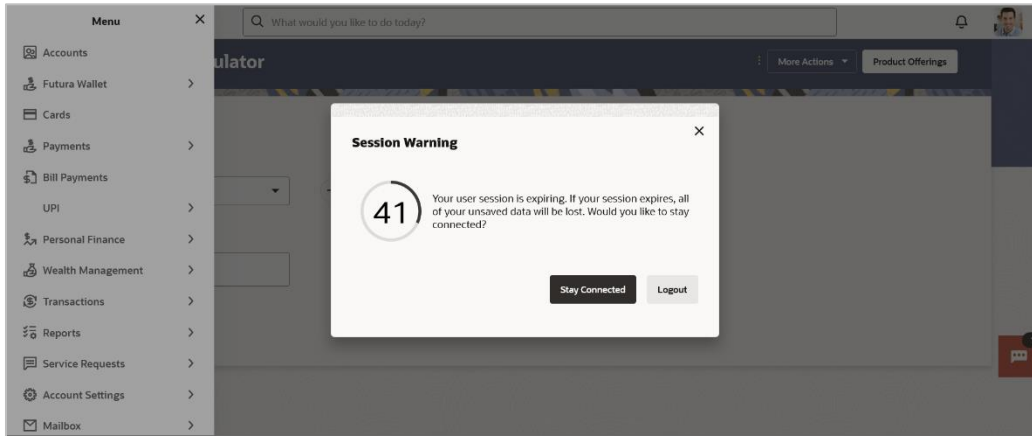 Menu
What would you like to do today?
Accounts
ulator
More Actions
Product Offerings
Futura Wallet
Cards
Payments
Bill Payments
UPI
Personal Finance
Wealth Management
Transactions
Reports
Service Requests
Account Settings
Mailbox
Session Warning
41
Your user session is expiring. If your session expires, all
of your unsaved data will be lost. Would you like to stay
connected?
Stay Connected
Logout